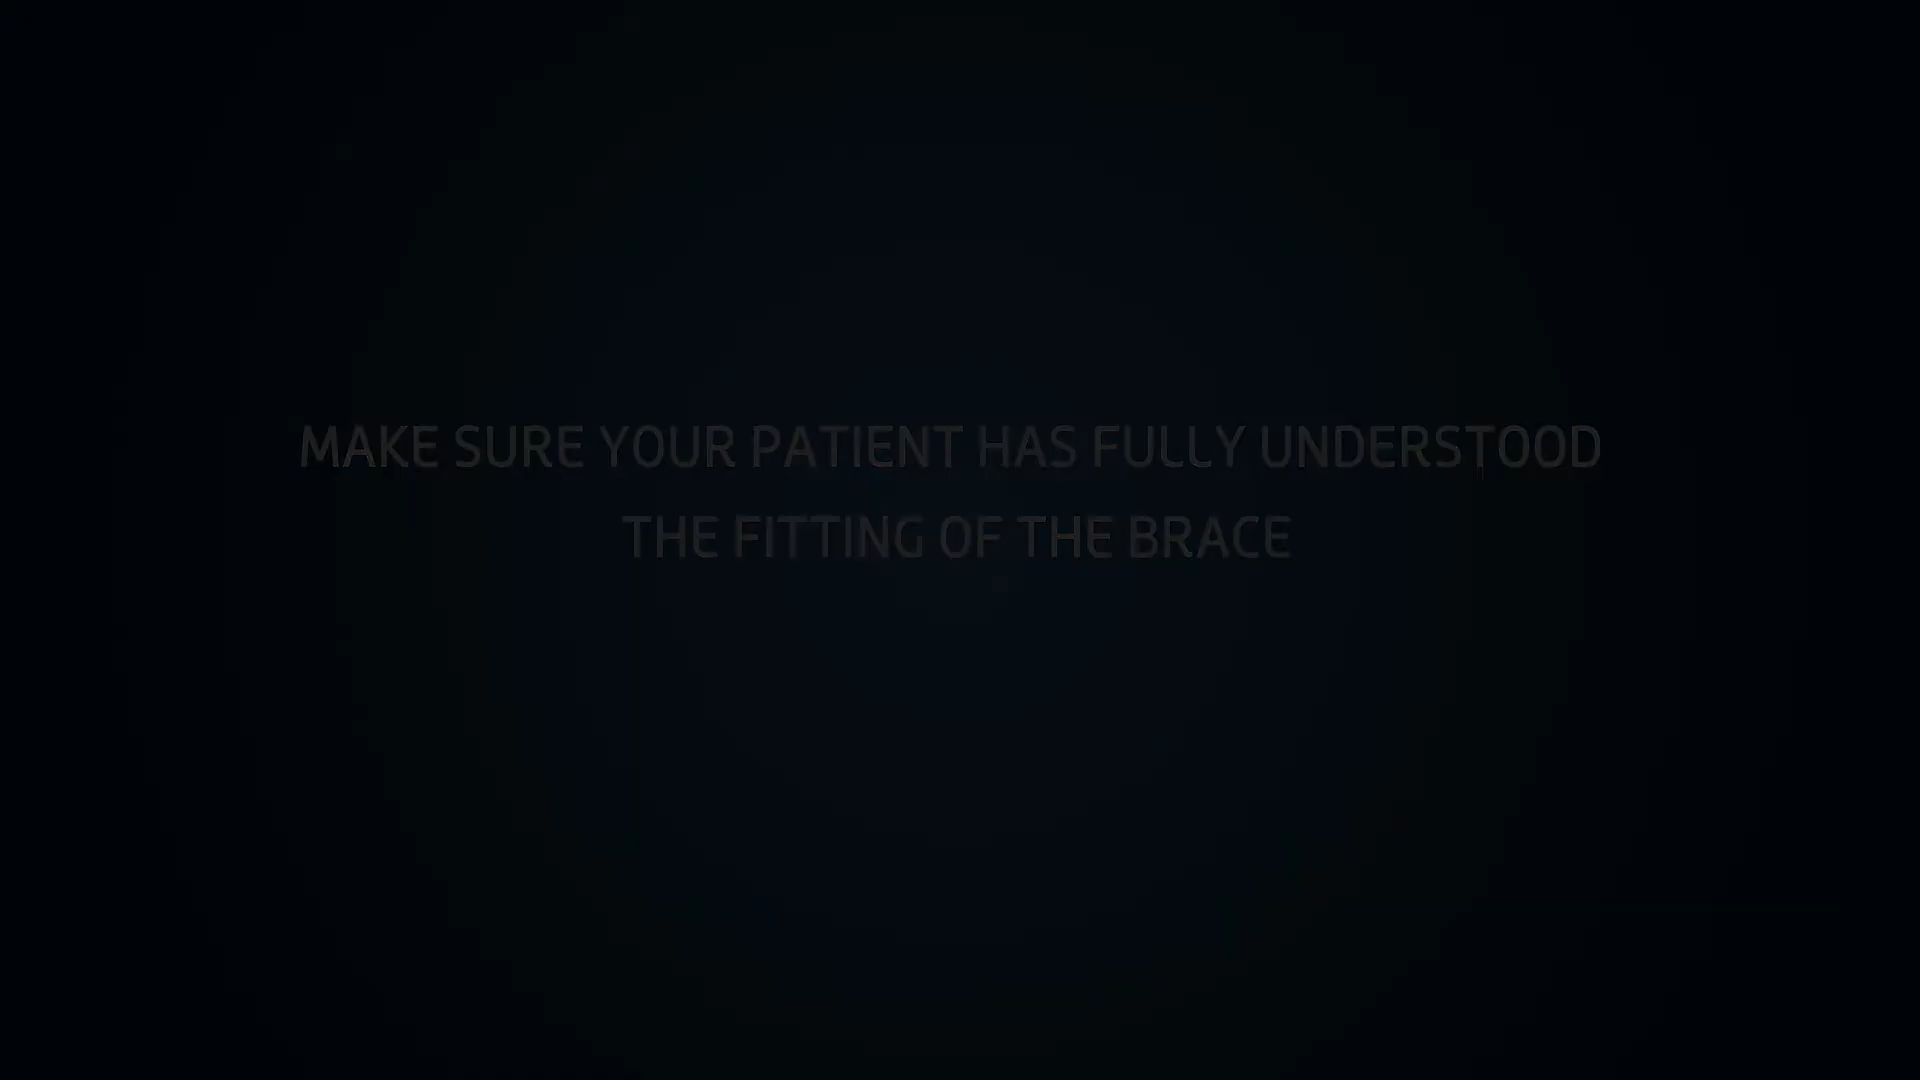 MAKE SURE YOUR PATIENT HAS FULLY UNDERSTOOD
THE FITTING OF THE BRACE